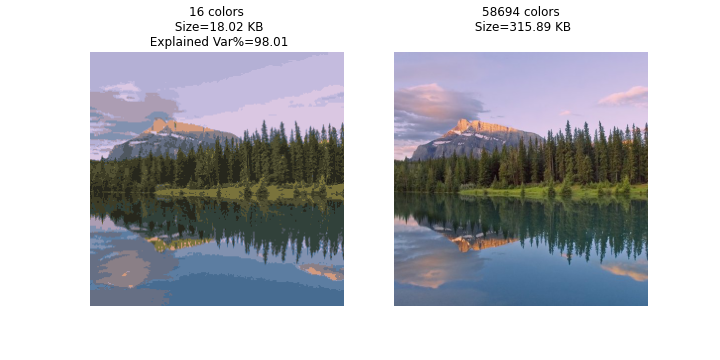 16 colors
Size=18.02 KB
Explained Var%=98.01
58694 colors
Size=315.89 KB